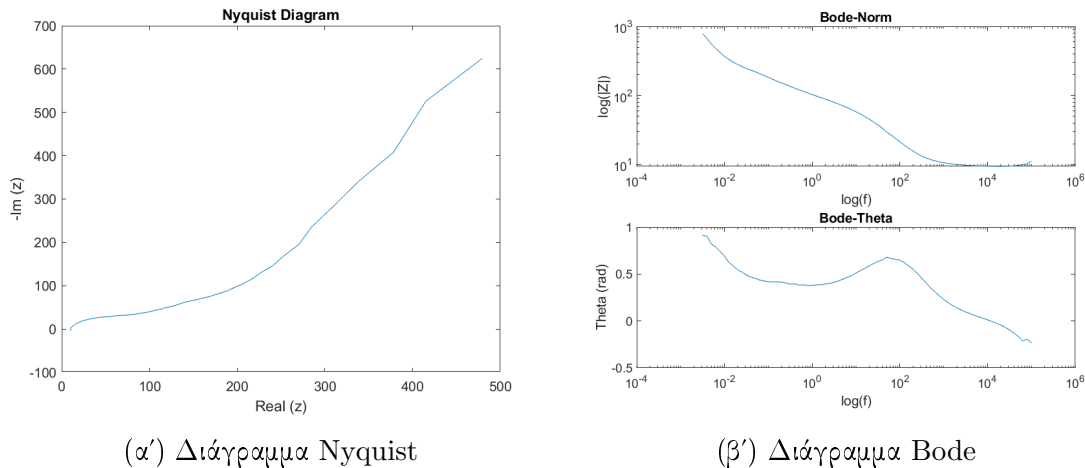 Nyquist Diagram
700
600
500
400
300
200
100
0
-100
-Im (z)
0 100 200 300 400 500
Real (z)
Bode-Norm
10^3
10^2
10^1
log(|Z|)
10^-4 10^-2 10^0 10^2 10^4 10^6
log(f)
Bode-Theta
1
0.5
0
-0.5
Theta (rad)
10^-4 10^-2 10^0 10^2 10^4 10^6
log(f)
(αʹ) Διάγραμμα Nyquist
(βʹ) Διάγραμμα Bode